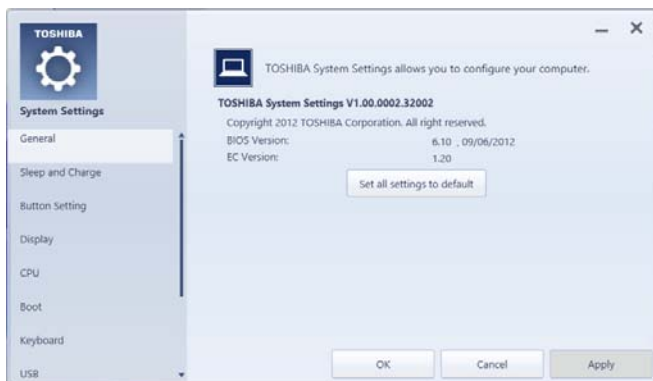 TOSHIBA
System Settings
General
Sleep and Charge
Button Setting
Display
CPU
Boot
Keyboard
USB
TOSHIBA System Settings allows you to configure your computer.
TOSHIBA System Settings V1.00.0002.32002
Copyright 2012 TOSHIBA Corporation. All right reserved.
BIOS Version: 6.10 , 09/06/2012
EC Version: 1.20
Set all settings to default
OK Cancel Apply